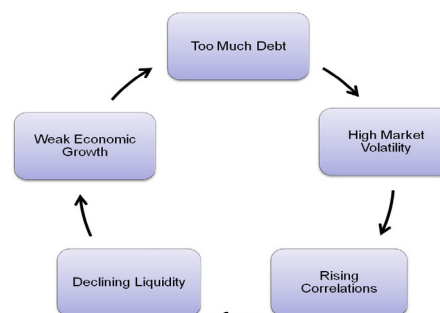 Too Much Debt
High Market
Volatility
Rising
Correlations
Declining Liquidity
Weak Economic
Growth